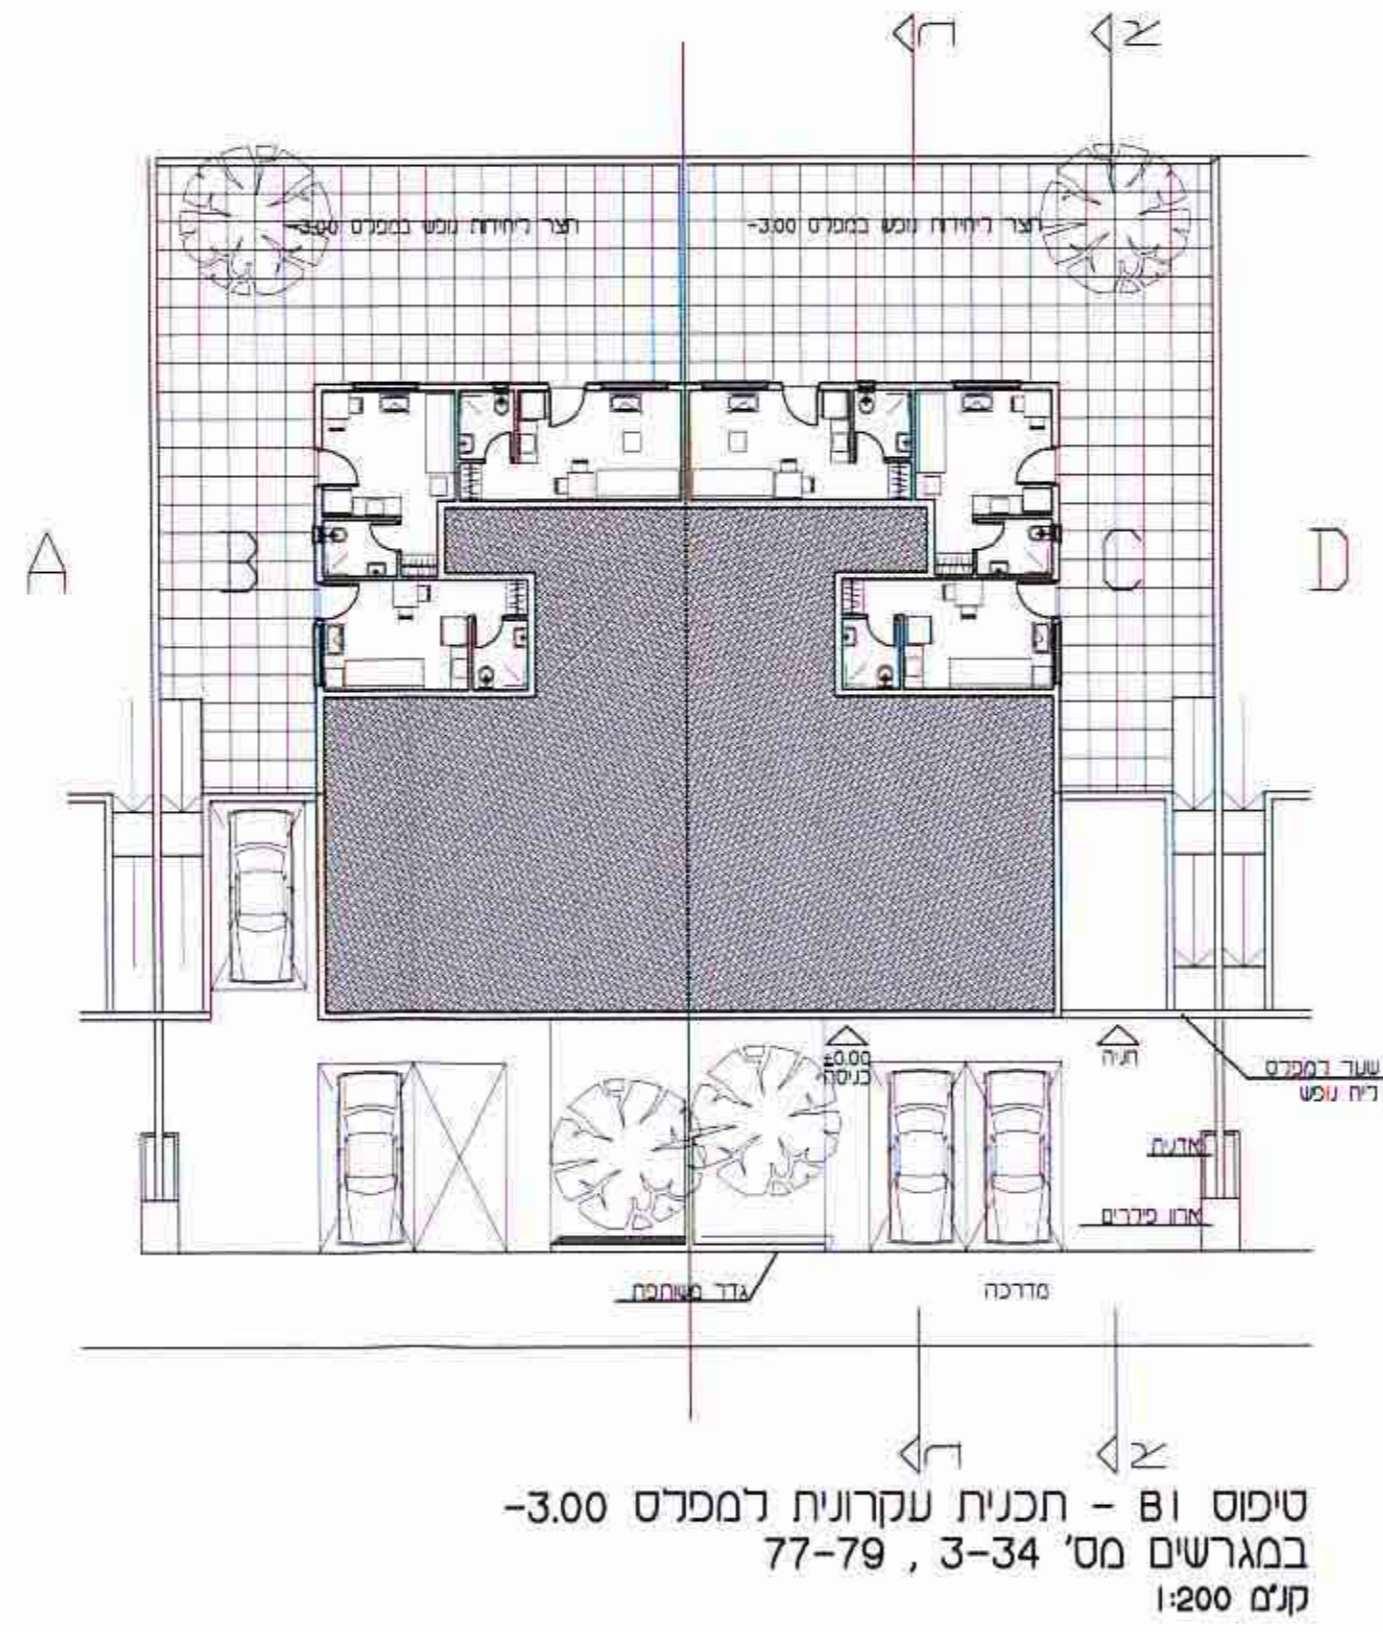 ב
א
חצר ליחידות נופש במפלס -3.00
חצר ליחידות נופש במפלס -3.00
A
B
C
D
±0.00
כניסה
חניה
שער למפלס
ליח' נופש
אדנית
ארון פילרים
גדר משותפת
מדרכה
ב
א
טיפוס B1 - תכנית עקרונית למפלס -3.00
במגרשים מס' 3-34 , 77-79
קנ"מ 1:200